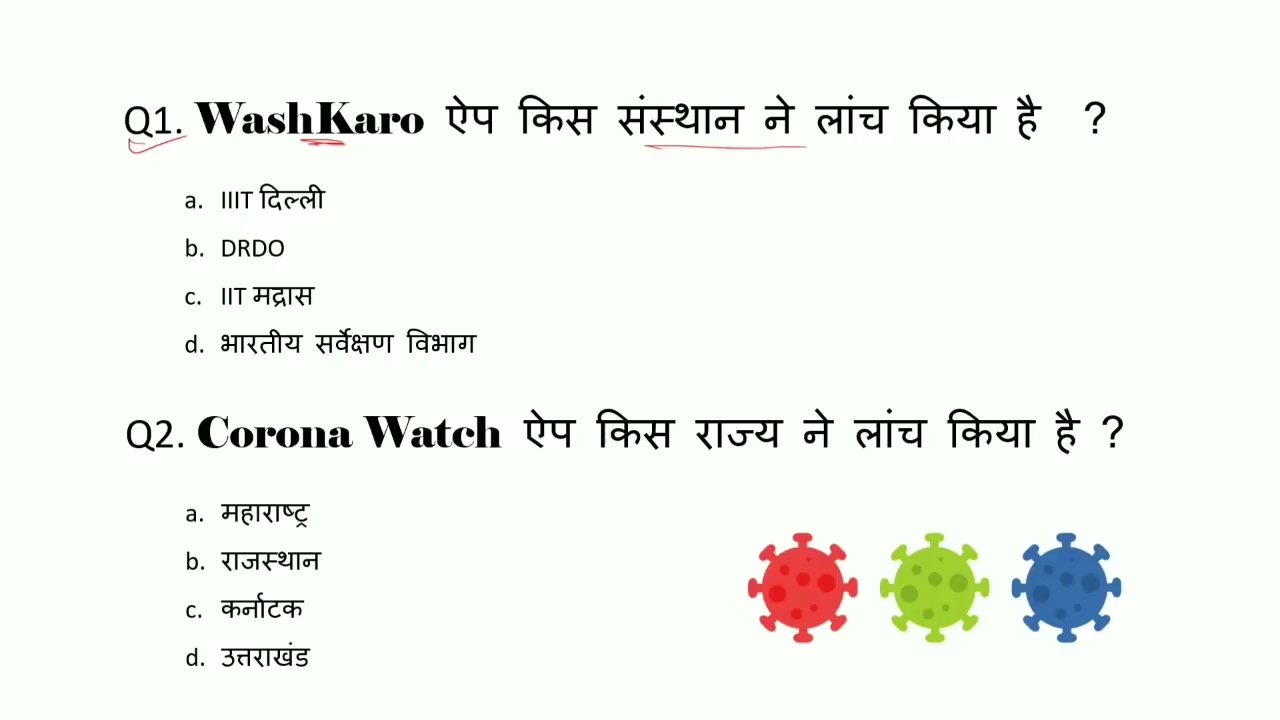 Q1. WashKaro ऐप किस संस्थान ने लांच किया है ?
a. IIIT दिल्ली
b. DRDO
c. IIT मद्रास
d. भारतीय सर्वेक्षण विभाग
Q2. Corona Watch ऐप किस राज्य ने लांच किया है ?
a. महाराष्ट्र
b. राजस्थान
c. कर्नाटक
d. उत्तराखंड